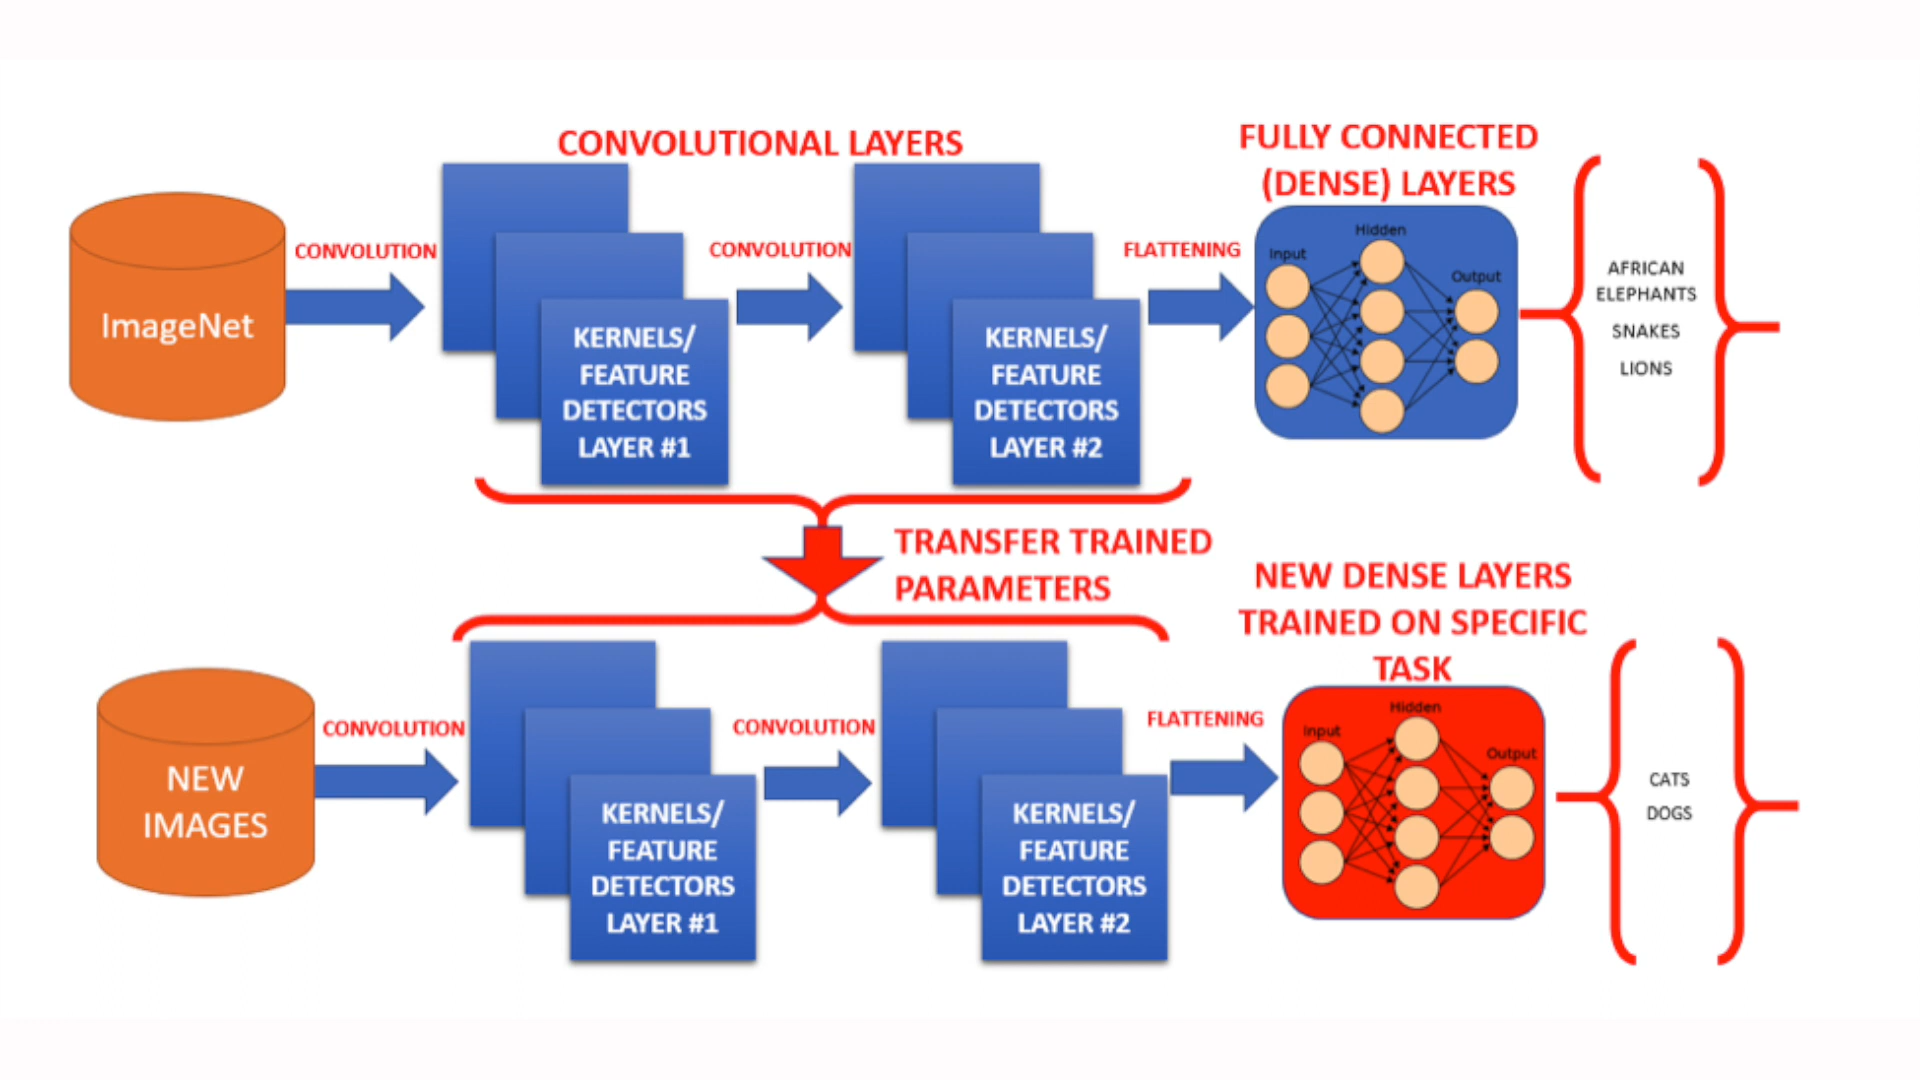 CONVOLUTIONAL LAYERS
FULLY CONNECTED
(DENSE) LAYERS
ImageNet
CONVOLUTION
KERNELS/
FEATURE
DETECTORS
LAYER #1
CONVOLUTION
KERNELS/
FEATURE
DETECTORS
LAYER #2
FLATTENING
Input
Hidden
Output
AFRICAN
ELEPHANTS
SNAKES
LIONS
TRANSFER TRAINED
PARAMETERS
NEW DENSE LAYERS
TRAINED ON SPECIFIC
TASK
NEW
IMAGES
CONVOLUTION
KERNELS/
FEATURE
DETECTORS
LAYER #1
CONVOLUTION
KERNELS/
FEATURE
DETECTORS
LAYER #2
FLATTENING
Input
Hidden
Output
CATS
DOGS